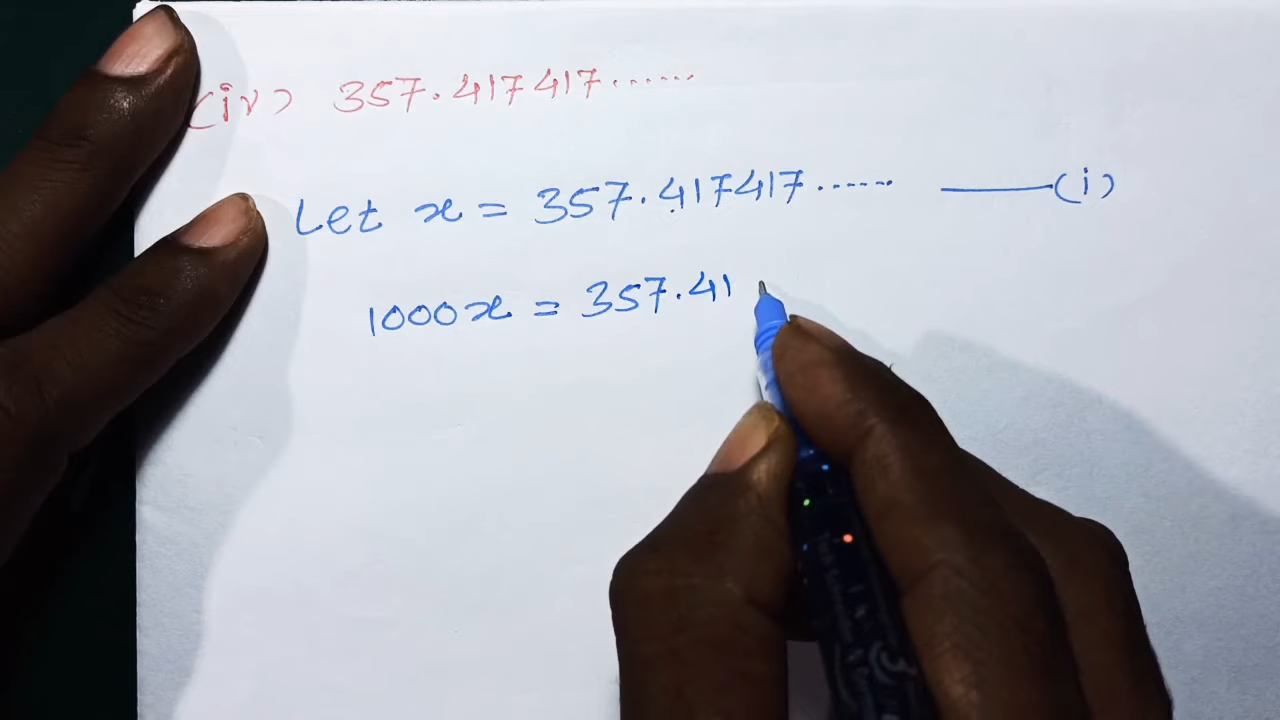 (iv) 357.417417......
Let x = 357.417417...... ——(i)
1000x = 357.41